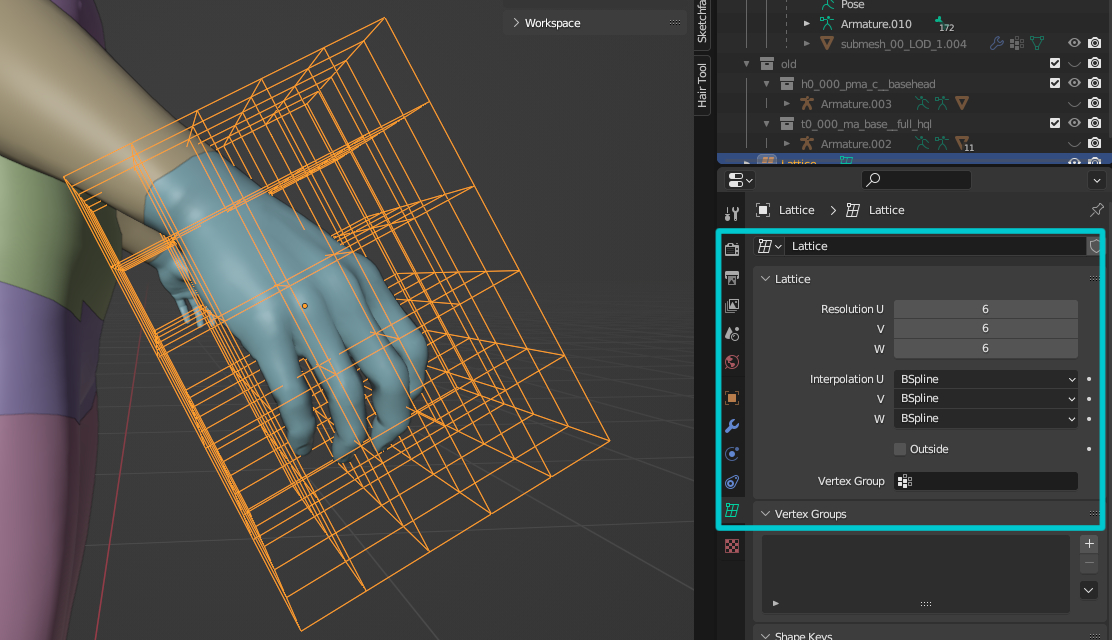 Workspace
Sketchfa
Hair Tool
Pose
Armature.010
172
submesh_00_LOD_1.004
old
h0_000_pma_c__basehead
Armature.003
t0_000_ma_base__full_hql
Armature.002
11
Lattice
Lattice
Lattice
Lattice
Lattice
Resolution U
6
V
6
W
6
Interpolation U
BSpline
V
BSpline
W
BSpline
Outside
Vertex Group
Vertex Groups
Shape Keys